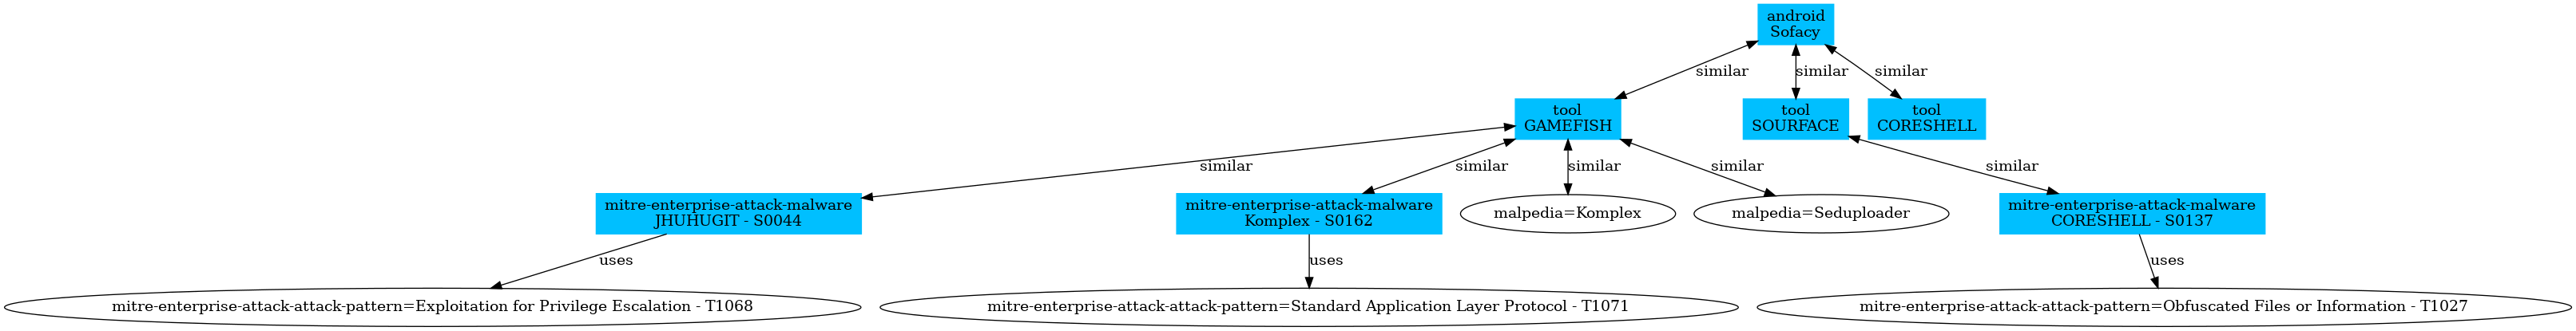 android
Sofacy
similar
similar
similar
tool
GAMEFISH
tool
SOURFACE
tool
CORESHELL
similar
similar
similar
similar
similar
mitre-enterprise-attack-malware
JHUHUGIT - S0044
mitre-enterprise-attack-malware
Komplex - S0162
malpedia=Komplex
malpedia=Seduploader
mitre-enterprise-attack-malware
CORESHELL - S0137
uses
uses
uses
mitre-enterprise-attack-attack-pattern=Exploitation for Privilege Escalation - T1068
mitre-enterprise-attack-attack-pattern=Standard Application Layer Protocol - T1071
mitre-enterprise-attack-attack-pattern=Obfuscated Files or Information - T1027